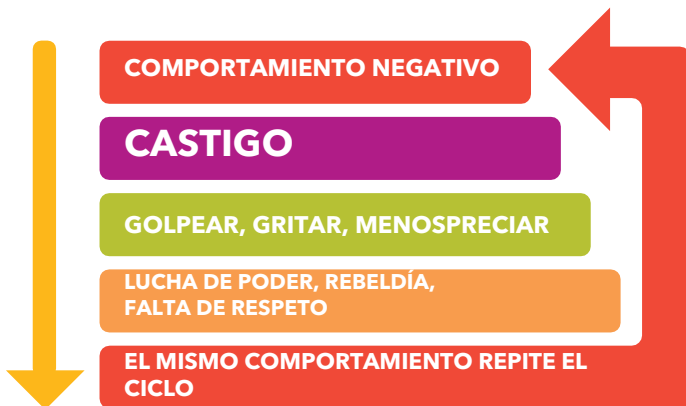 COMPORTAMIENTO NEGATIVO
CASTIGO
GOLPEAR, GRITAR, MENOSPRECIAR
LUCHA DE PODER, REBELDÍA,
FALTA DE RESPETO
EL MISMO COMPORTAMIENTO REPITE EL
CICLO